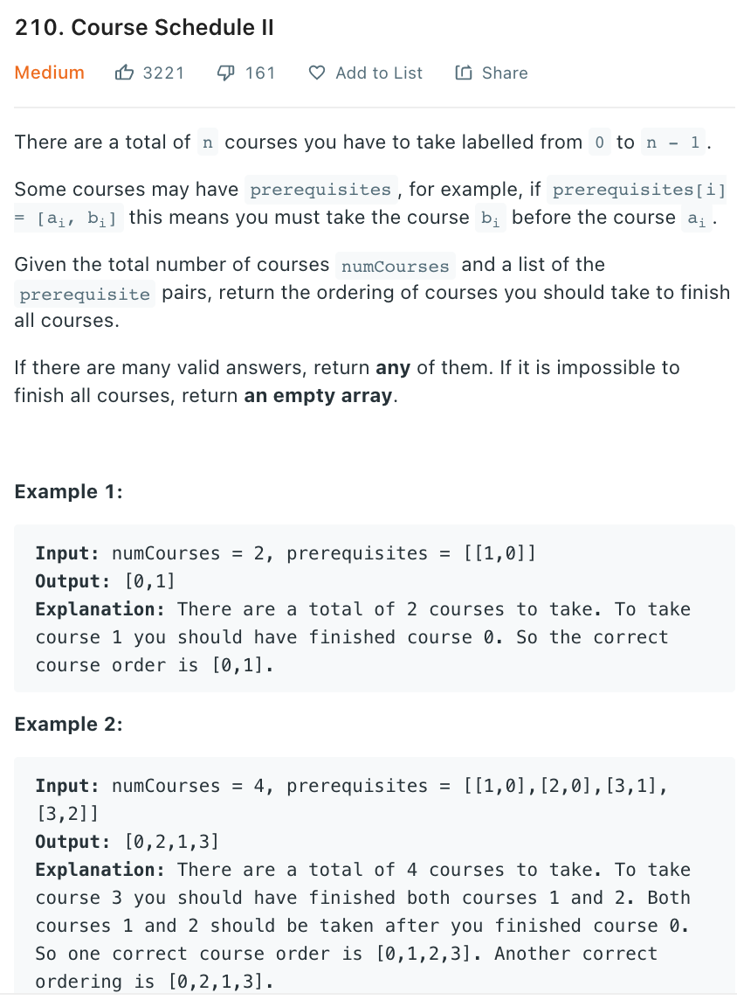 210. Course Schedule II
Medium 3221 161 Add to List Share
There are a total of n courses you have to take labelled from 0 to n - 1.
Some courses may have prerequisites, for example, if prerequisites[i]
= [aᵢ, bᵢ] this means you must take the course bᵢ before the course aᵢ.
Given the total number of courses numCourses and a list of the
prerequisite pairs, return the ordering of courses you should take to finish
all courses.
If there are many valid answers, return any of them. If it is impossible to
finish all courses, return an empty array.
Example 1:
Input: numCourses = 2, prerequisites = [[1,0]]
Output: [0,1]
Explanation: There are a total of 2 courses to take. To take
course 1 you should have finished course 0. So the correct
course order is [0,1].
Example 2:
Input: numCourses = 4, prerequisites = [[1,0],[2,0],[3,1],
[3,2]]
Output: [0,2,1,3]
Explanation: There are a total of 4 courses to take. To take
course 3 you should have finished both courses 1 and 2. Both
courses 1 and 2 should be taken after you finished course 0.
So one correct course order is [0,1,2,3]. Another correct
ordering is [0,2,1,3].